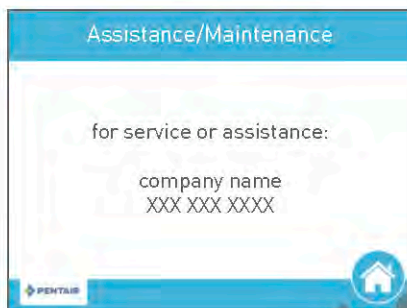 Assistance/Maintenance
for service or assistance:
company name
XXX XXX XXXX
PENTAIR